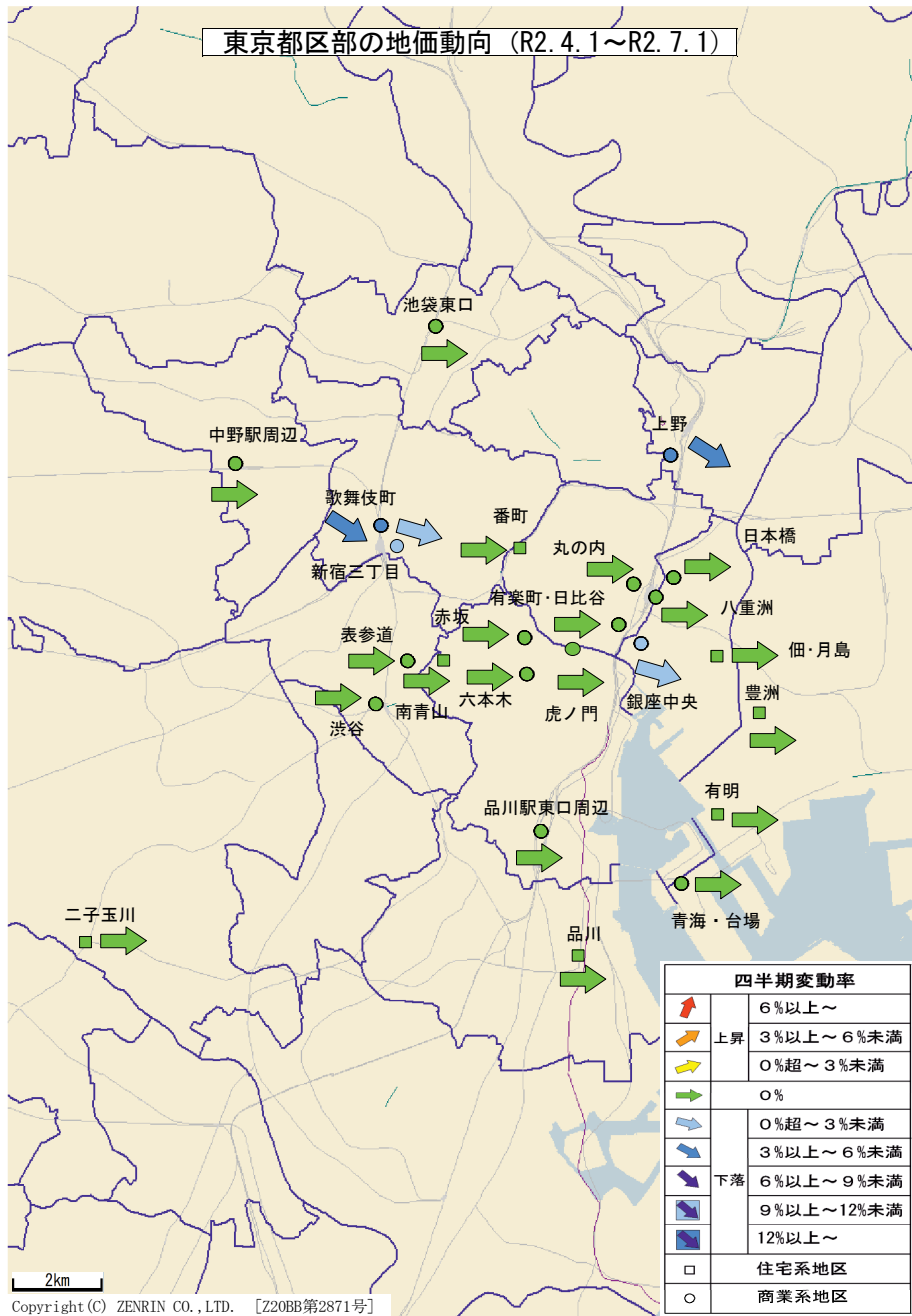 東京都区部の地価動向 (R2.4.1～R2.7.1)
池袋東口
上野
中野駅周辺
歌舞伎町
新宿三丁目
番町
丸の内
日本橋
有楽町・日比谷
八重洲
赤坂
表参道
佃・月島
南青山
六本木
虎ノ門
銀座中央
豊洲
渋谷
有明
品川駅東口周辺
青海・台場
二子玉川
品川
四半期変動率
上昇
6%以上～
3%以上～6%未満
0%超～3%未満
0%
下落
0%超～3%未満
3%以上～6%未満
6%以上～9%未満
9%以上～12%未満
12%以上～
住宅系地区
商業系地区
2km
Copyright(C) ZENRIN CO.,LTD. [Z20BB第2871号]